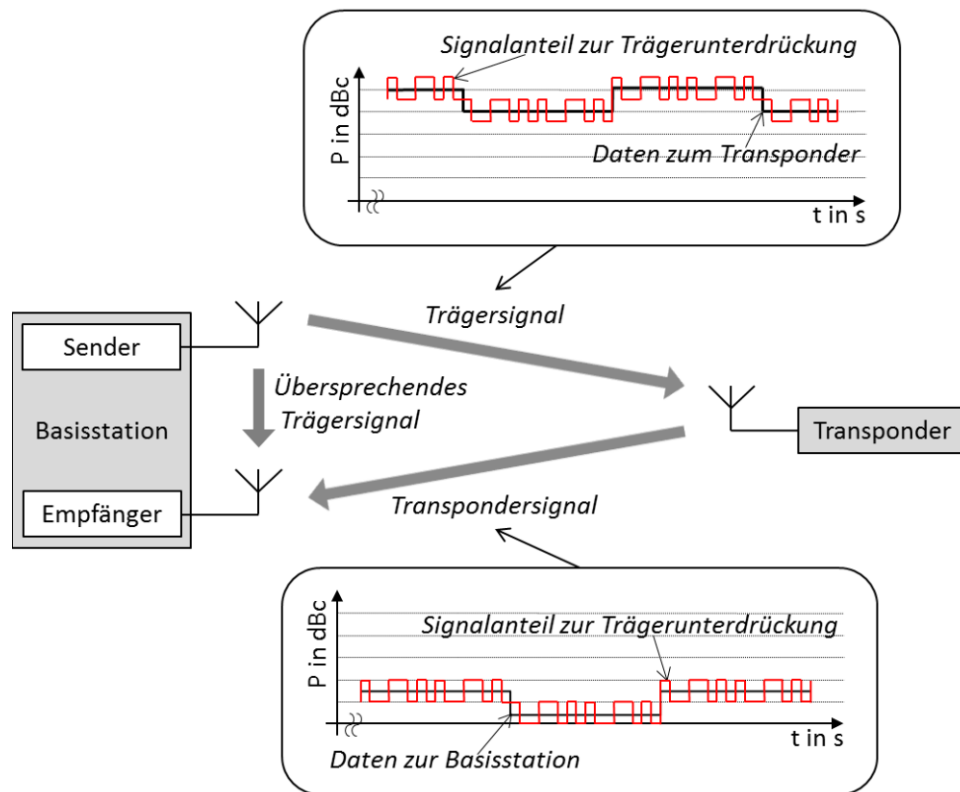 Signalanteil zur Trägerunterdrückung
P in dBc
Daten zum Transponder
t in s
Trägersignal
Sender
Übersprechendes
Trägersignal
Basisstation
Transponder
Empfänger
Transpondersignal
Signalanteil zur Trägerunterdrückung
P in dBc
t in s
Daten zur Basisstation